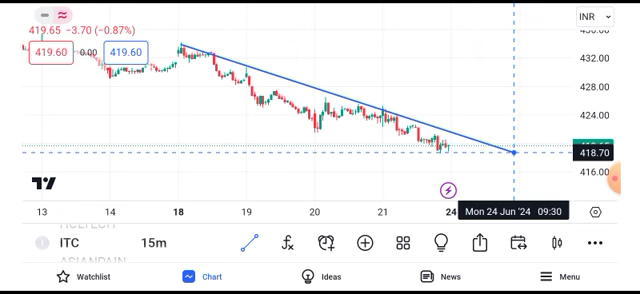 INR
436.00
419.65 −3.70 (−0.87%)
419.60 0.00 419.60
432.00
428.00
424.00
418.70
416.00
13 14 18 19 20 21 24
Mon 24 Jun '24 09:30
ITC 15m
Watchlist Chart Ideas News Menu